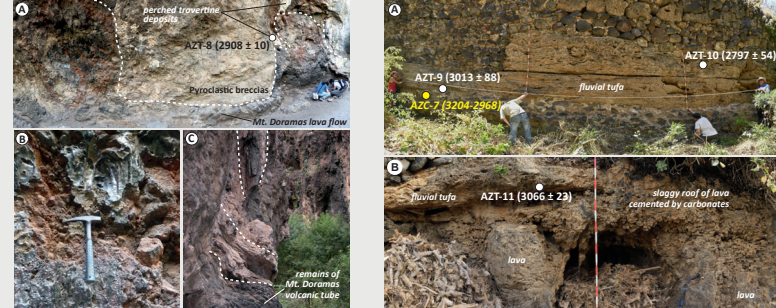 A
perched travertine
deposits
AZT-8 (2908 ± 10)
Pyroclastic breccias
Mt. Doramas lava flow
B
C
remains of
Mt. Doramas
volcanic tube
A
AZT-10 (2797 ± 54)
AZT-9 (3013 ± 88)
fluvial tufa
AZC-7 (3204-2968)
B
fluvial tufa
AZT-11 (3066 ± 23)
slaggy roof of lava
cemented by carbonates
lava
lava